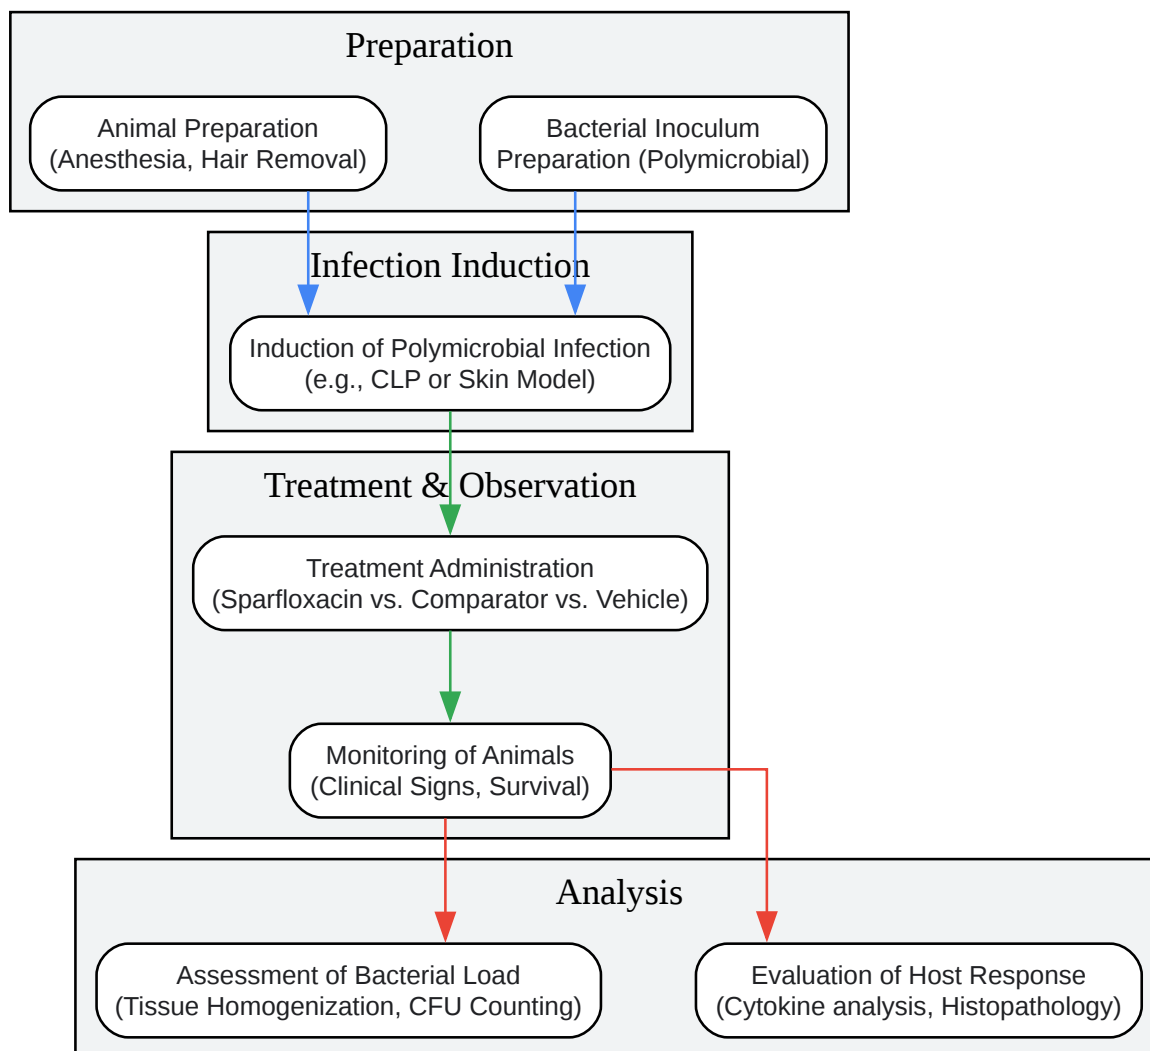 Preparation
Animal Preparation
(Anesthesia, Hair Removal)
Bacterial Inoculum
Preparation (Polymicrobial)
Infection Induction
Induction of Polymicrobial Infection
(e.g., CLP or Skin Model)
Treatment & Observation
Treatment Administration
(Sparfloxacin vs. Comparator vs. Vehicle)
Monitoring of Animals
(Clinical Signs, Survival)
Analysis
Assessment of Bacterial Load
(Tissue Homogenization, CFU Counting)
Evaluation of Host Response
(Cytokine analysis, Histopathology)